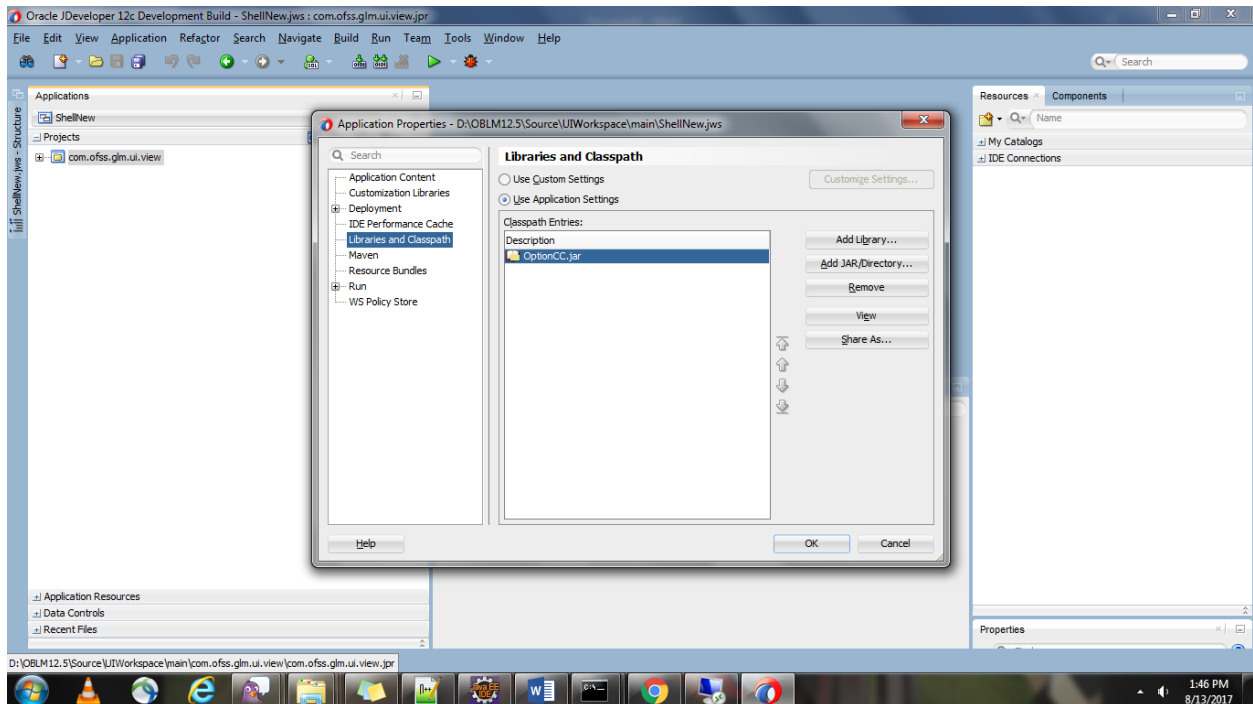 Oracle JDeveloper 12c Development Build - ShellNew.jws : com.ofss.glm.ui.view.jpr
File Edit View Application Refactor Search Navigate Build Run Team Tools Window Help
Search
Applications
ShellNew
Projects
com.ofss.glm.ui.view
ShellNew.jws - Structure
Application Resources
Data Controls
Recent Files
Application Properties - D:\OBLM12.5\Source\UIWorkspace\main\ShellNew.jws
Search
Application Content
Customization Libraries
Deployment
IDE Performance Cache
Libraries and Classpath
Maven
Resource Bundles
Run
WS Policy Store
Libraries and Classpath
Use Custom Settings
Customize Settings...
Use Application Settings
Classpath Entries:
Description
OptionCC.jar
Add Library...
Add JAR/Directory...
Remove
View
Share As...
Help
OK
Cancel
Resources
Components
Name
My Catalogs
IDE Connections
Properties
D:\OBLM12.5\Source\UIWorkspace\main\com.ofss.glm.ui.view\com.ofss.glm.ui.view.jpr
1:46 PM
8/13/2017